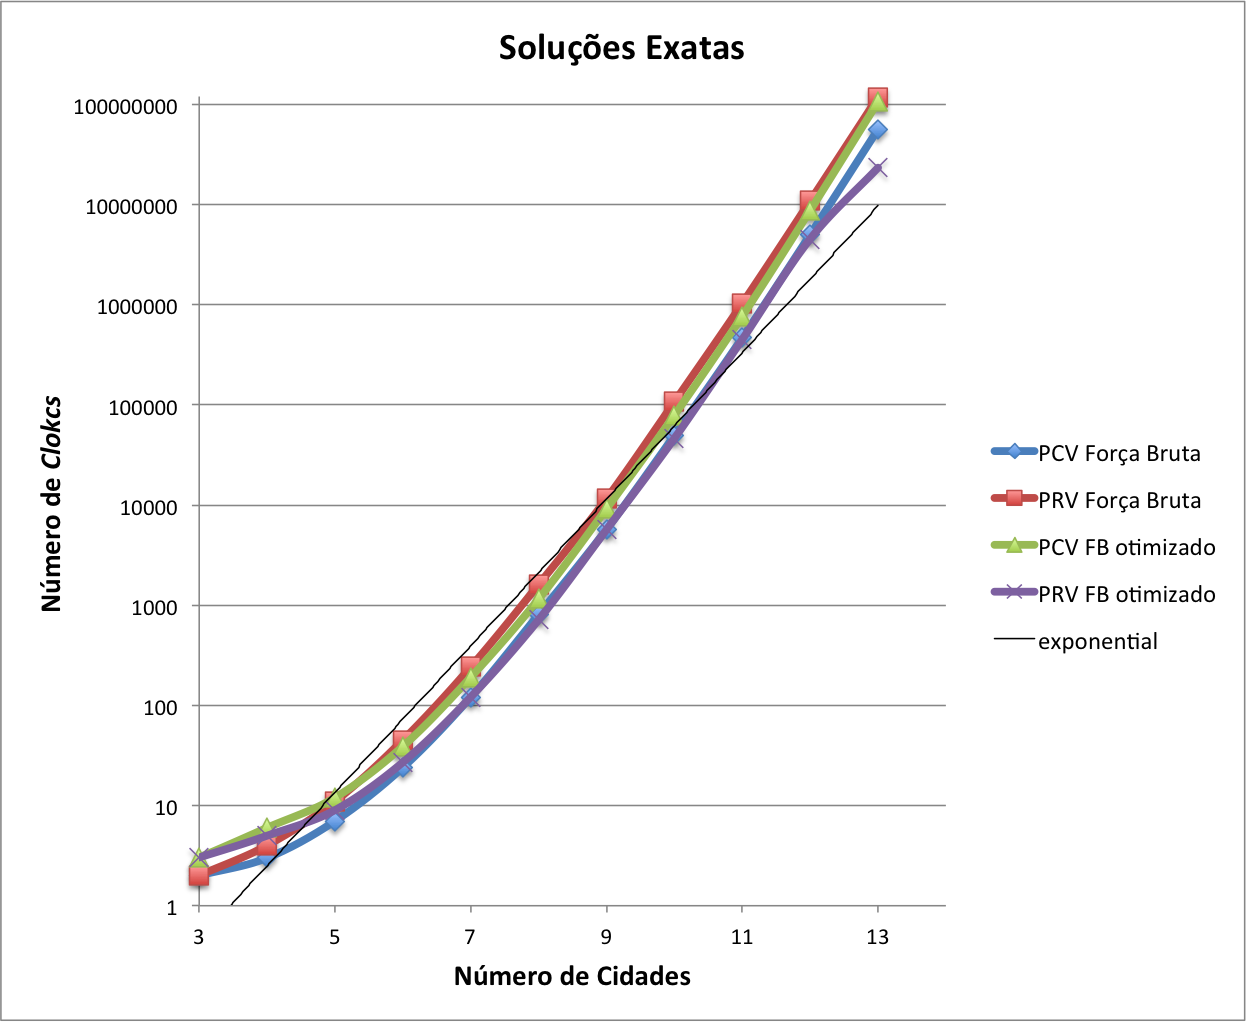 Soluções Exatas
100000000
10000000
1000000
100000
10000
1000
100
10
1
Número de Clokcs
3 5 7 9 11 13
Número de Cidades
PCV Força Bruta
PRV Força Bruta
PCV FB otimizado
PRV FB otimizado
exponential